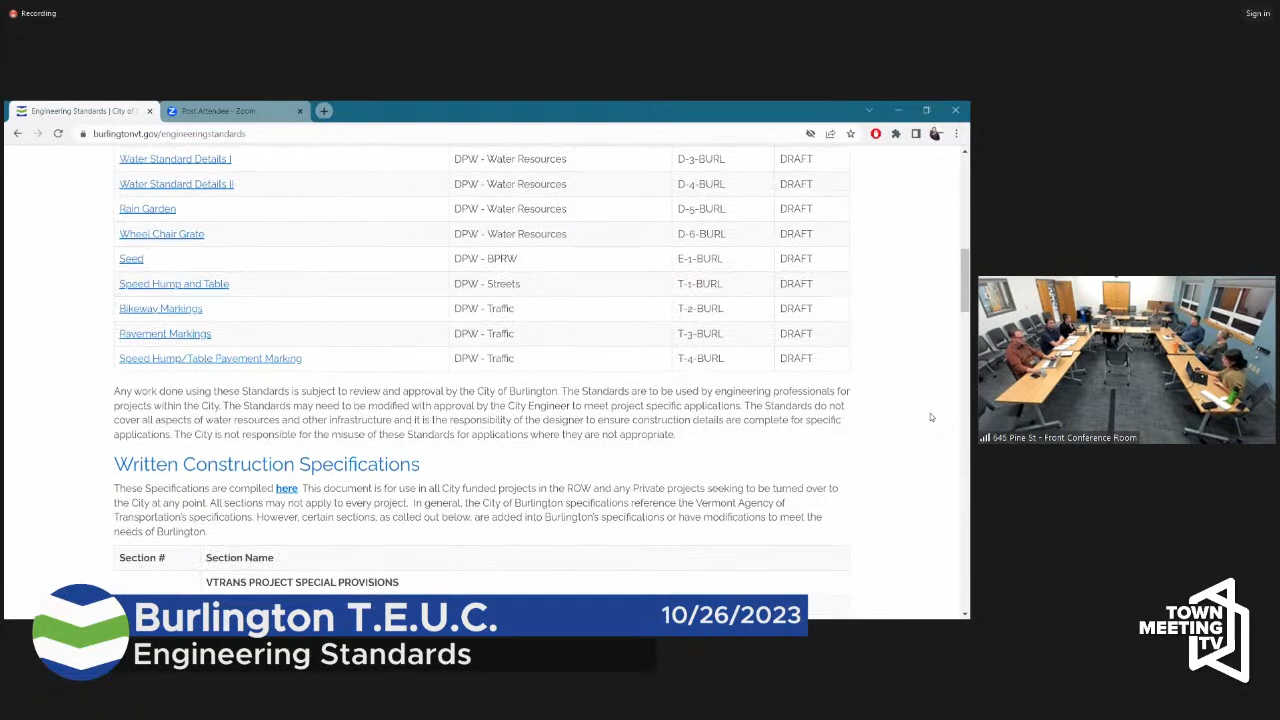 Recording
Sign in
Engineering Standards | City of
Post Attendee - Zoom
burlingtonvt.gov/engineeringstandards
Water Standard Details I DPW - Water Resources D-3-BURL DRAFT
Water Standard Details Ii DPW - Water Resources D-4-BURL DRAFT
Rain Garden DPW - Water Resources D-5-BURL DRAFT
Wheel Chair Grate DPW - Water Resources D-6-BURL DRAFT
Seed DPW - BPRW E-1-BURL DRAFT
Speed Hump and Table DPW - Streets T-1-BURL DRAFT
Bikeway Markings DPW - Traffic T-2-BURL DRAFT
Pavement Markings DPW - Traffic T-3-BURL DRAFT
Speed Hump/Table Pavement Marking DPW - Traffic T-4-BURL DRAFT
Any work done using these Standards is subject to review and approval by the City of Burlington. The Standards are to be used by engineering professionals for
projects within the City. The Standards may need to be modified with approval by the City Engineer to meet project specific applications. The Standards do not
cover all aspects of water resources and other infrastructure and it is the responsibility of the designer to ensure construction details are complete for specific
applications. The City is not responsible for the misuse of these Standards for applications where they are not appropriate.
Written Construction Specifications
These Specifications are compiled here. This document is for use in all City funded projects in the ROW and any Private projects seeking to be turned over to
the City at any point. All sections may not apply to every project. In general, the City of Burlington specifications reference the Vermont Agency of
Transportation's specifications. However, certain sections, as called out below, are added into Burlington's specifications or have modifications to meet the
needs of Burlington.
Section # Section Name
VTRANS PROJECT SPECIAL PROVISIONS
645 Pine St - Front Conference Room
Burlington T.E.U.C. 10/26/2023
Engineering Standards
TOWN
MEETING
TV